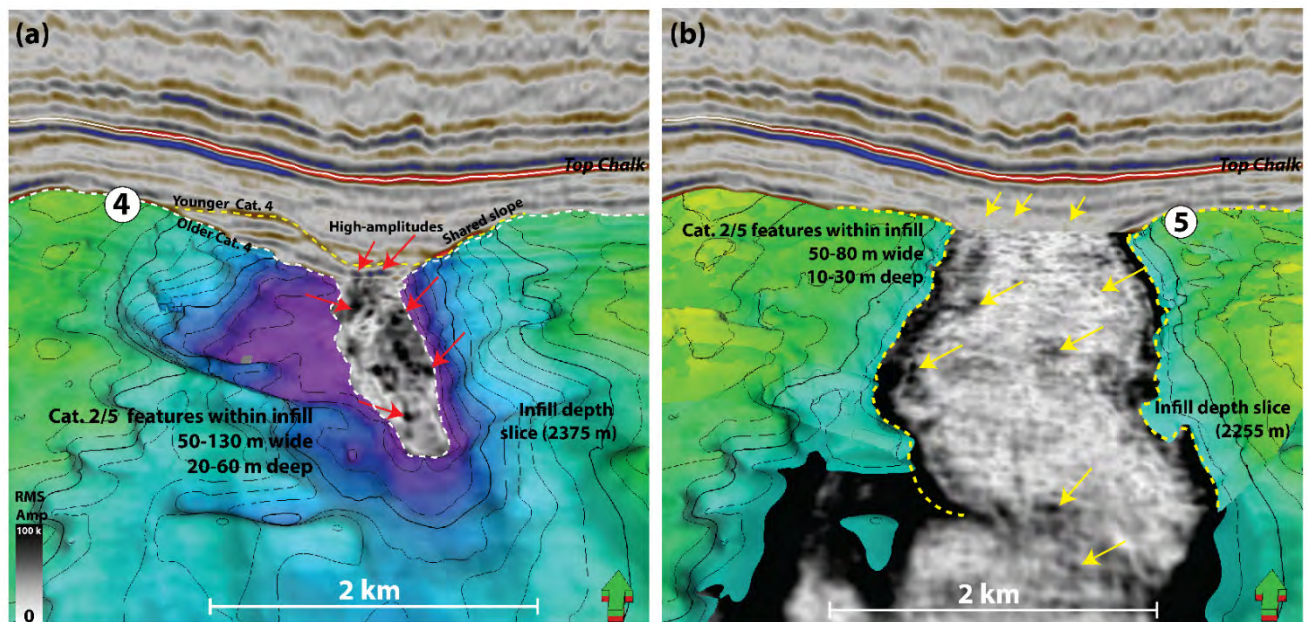 (a)
Top Chalk
4
Younger Cat. 4
Older Cat. 4
High-amplitudes
Shared slope
Cat. 2/5 features within infill
50-130 m wide
20-60 m deep
Infill depth
slice (2375 m)
RMS
Amp
100 k
0
2 km
(b)
Top Chalk
Cat. 2/5 features within infill
50-80 m wide
10-30 m deep
5
Infill depth slice
(2255 m)
2 km